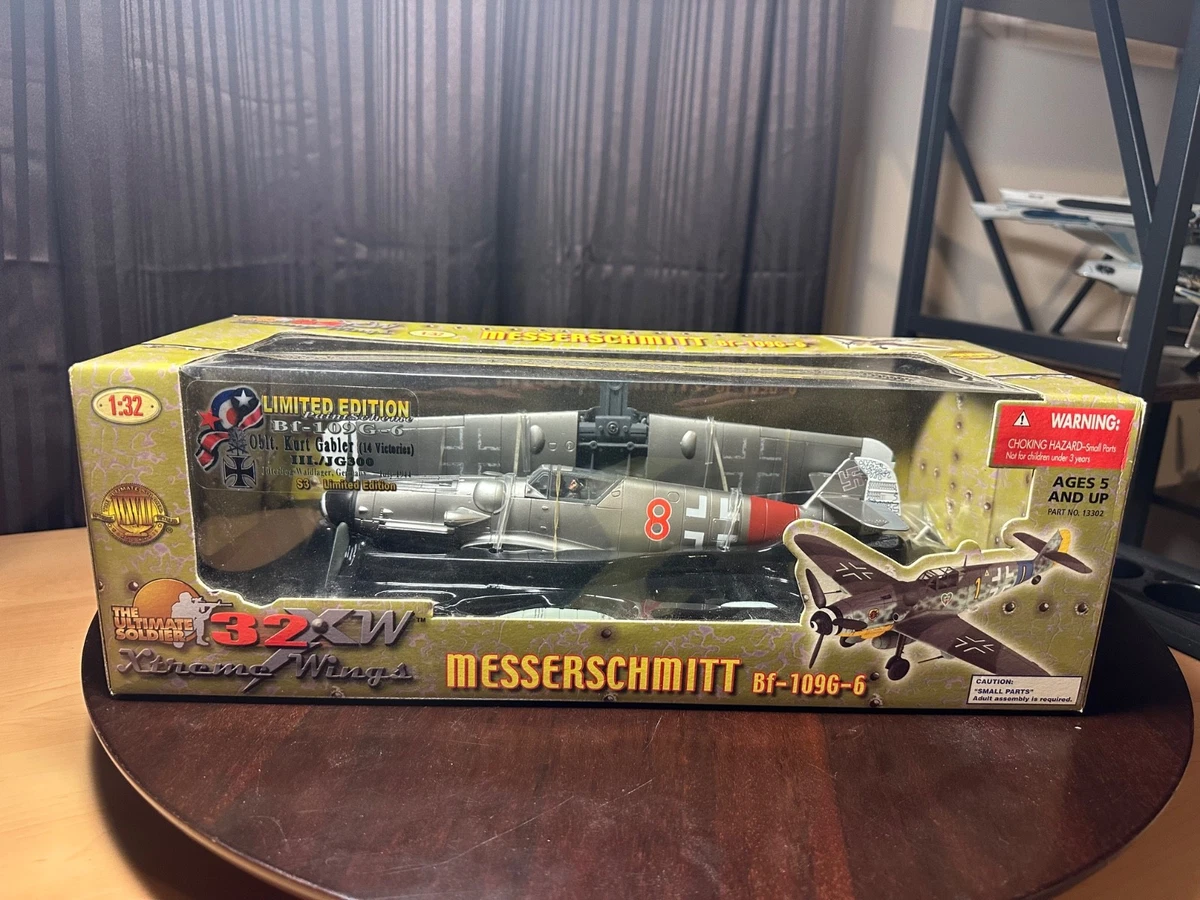 MESSERSCHMITT Bf-109G-6
1:32
LIMITED EDITION
Bf-109G-6
Oblt. Kurt Gabler (14 Victories)
III./JG300
S3 - Limited Edition
8
WARNING:
CHOKING HAZARD–Small Parts
Not for children under 3 years
AGES 5
AND UP
PART NO. 13302
THE
ULTIMATE
SOLDIER
32XW™
Xtreme Wings
MESSERSCHMITT Bf-109G-6
CAUTION:
"SMALL PARTS"
Adult assembly is required.